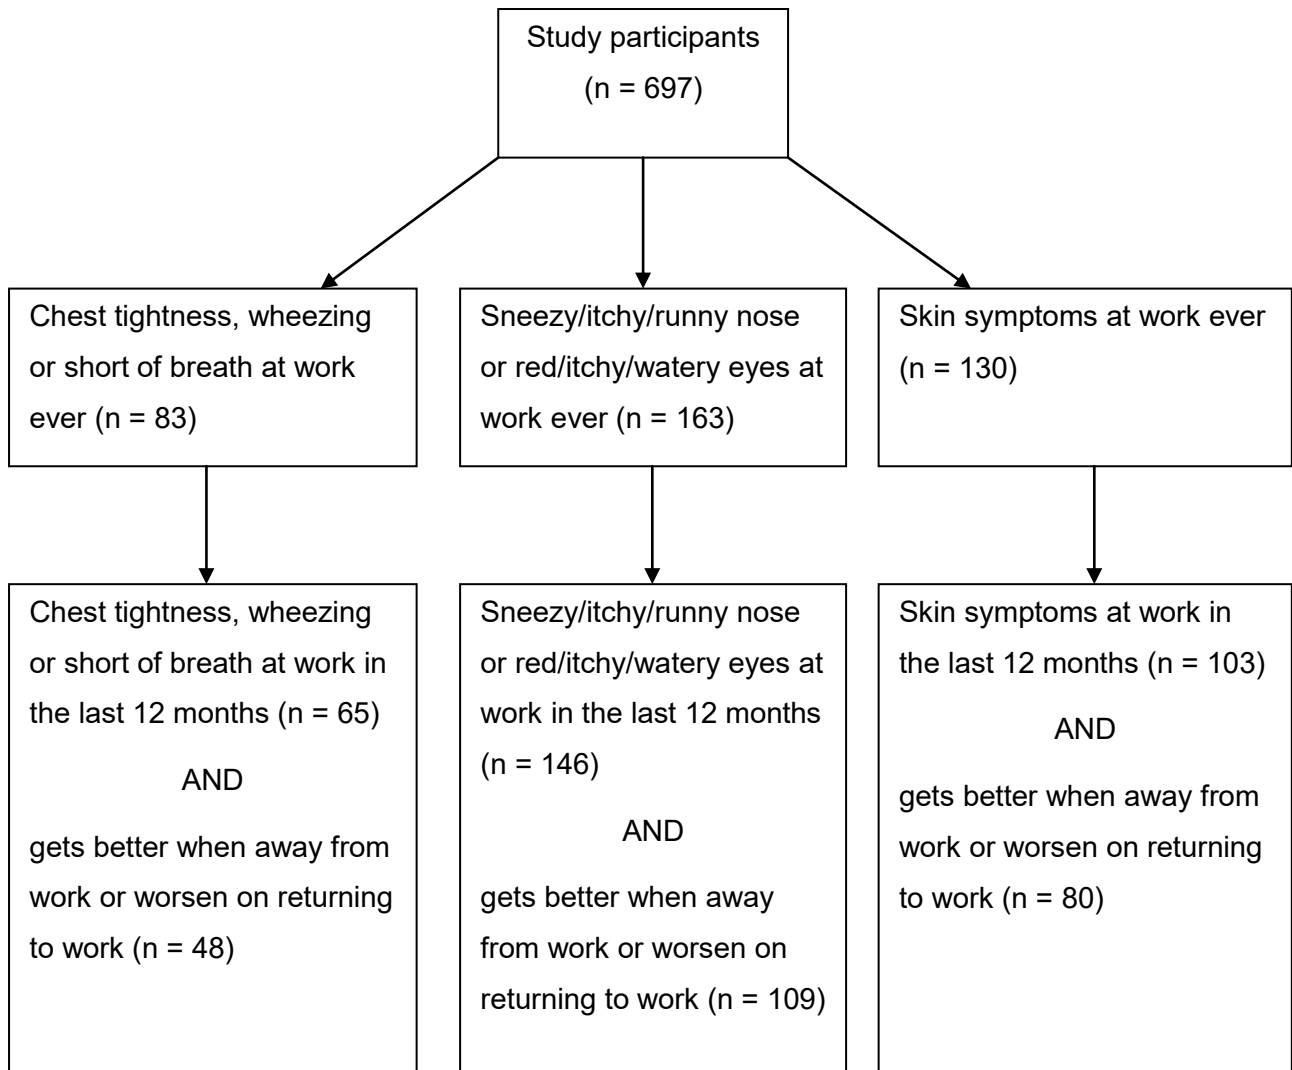 Study participants
(n = 697)
Chest tightness, wheezing
or short of breath at work
ever (n = 83)
Sneezy/itchy/runny nose
or red/itchy/watery eyes at
work ever (n = 163)
Skin symptoms at work ever
(n = 130)
Chest tightness, wheezing
or short of breath at work in
the last 12 months (n = 65)
AND
gets better when away from
work or worsen on returning
to work (n = 48)
Sneezy/itchy/runny nose
or red/itchy/watery eyes at
work in the last 12 months
(n = 146)
AND
gets better when away
from work or worsen on
returning to work (n = 109)
Skin symptoms at work in
the last 12 months (n = 103)
AND
gets better when away from
work or worsen on returning
to work (n = 80)